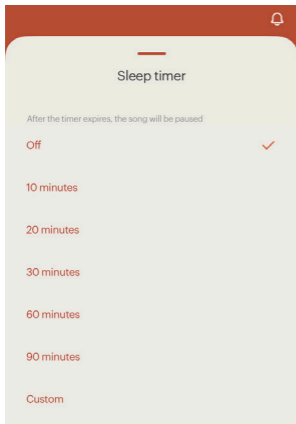 Sleep timer
After the timer expires, the song will be paused
Off
10 minutes
20 minutes
30 minutes
60 minutes
90 minutes
Custom